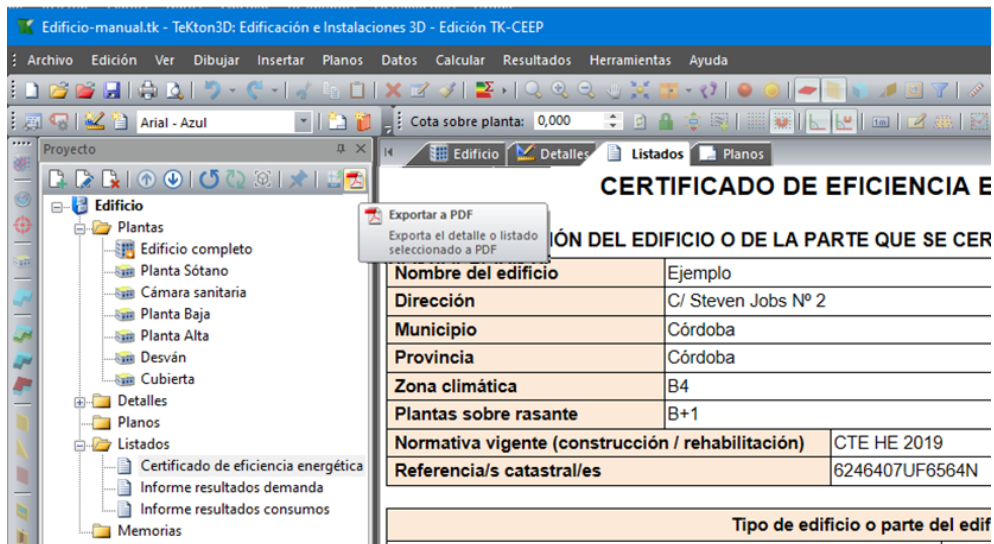 Edificio-manual.tk - TeKton3D: Edificación e Instalaciones 3D - Edición TK-CEEP
Archivo Edición Ver Dibujar Insertar Planos Datos Calcular Resultados Herramientas Ayuda
Arial - Azul
Cota sobre planta: 0,000
Proyecto
Edificio Detalles Listados Planos
Edificio
Plantas
Edificio completo
Planta Sótano
Cámara sanitaria
Planta Baja
Planta Alta
Desván
Cubierta
Detalles
Planos
Listados
Certificado de eficiencia energética
Informe resultados demanda
Informe resultados consumos
Memorias
Exportar a PDF
Exporta el detalle o listado
seleccionado a PDF
CERTIFICADO DE EFICIENCIA E
IÓN DEL EDIFICIO O DE LA PARTE QUE SE CER
Nombre del edificio Ejemplo
Dirección C/ Steven Jobs Nº 2
Municipio Córdoba
Provincia Córdoba
Zona climática B4
Plantas sobre rasante B+1
Normativa vigente (construcción / rehabilitación) CTE HE 2019
Referencia/s catastral/es 6246407UF6564N
Tipo de edificio o parte del edif